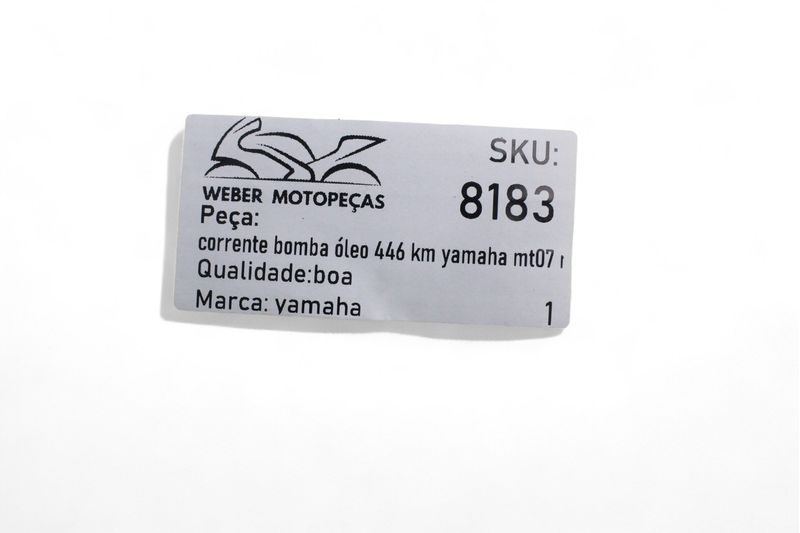 WEBER MOTOPEÇAS
SKU:
8183
Peça:
corrente bomba óleo 446 km yamaha mt07
Qualidade:boa
Marca: yamaha
1